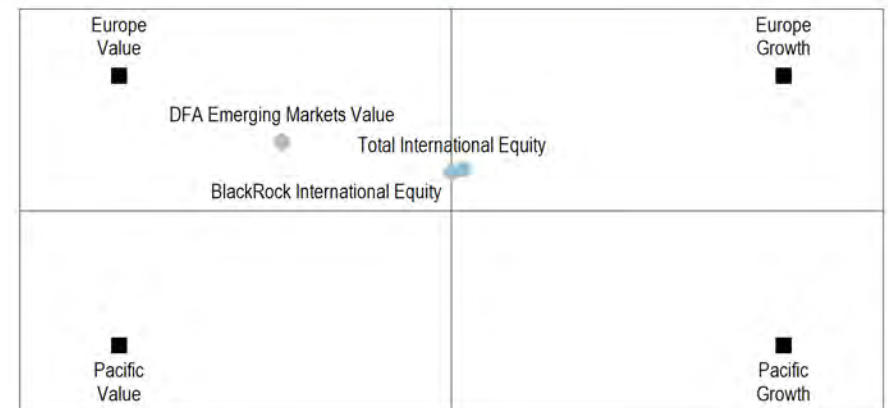 Europe
Value
Europe
Growth
DFA Emerging Markets Value
Total International Equity
BlackRock International Equity
Pacific
Value
Pacific
Growth